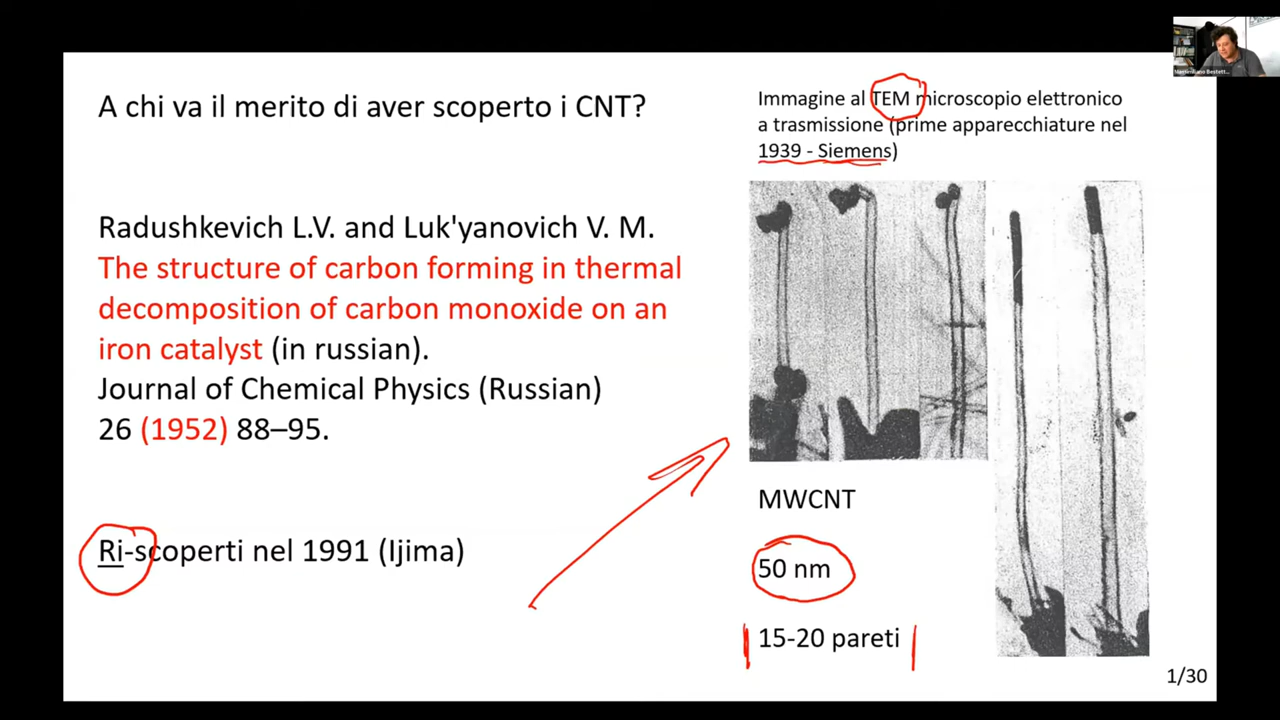 A chi va il merito di aver scoperto i CNT?
Radushkevich L.V. and Luk'yanovich V. M.
The structure of carbon forming in thermal
decomposition of carbon monoxide on an
iron catalyst (in russian).
Journal of Chemical Physics (Russian)
26 (1952) 88–95.
Ri-scoperti nel 1991 (Ijima)
Immagine al TEM microscopio elettronico
a trasmissione (prime apparecchiature nel
1939 - Siemens)
MWCNT
50 nm
15-20 pareti
1/30